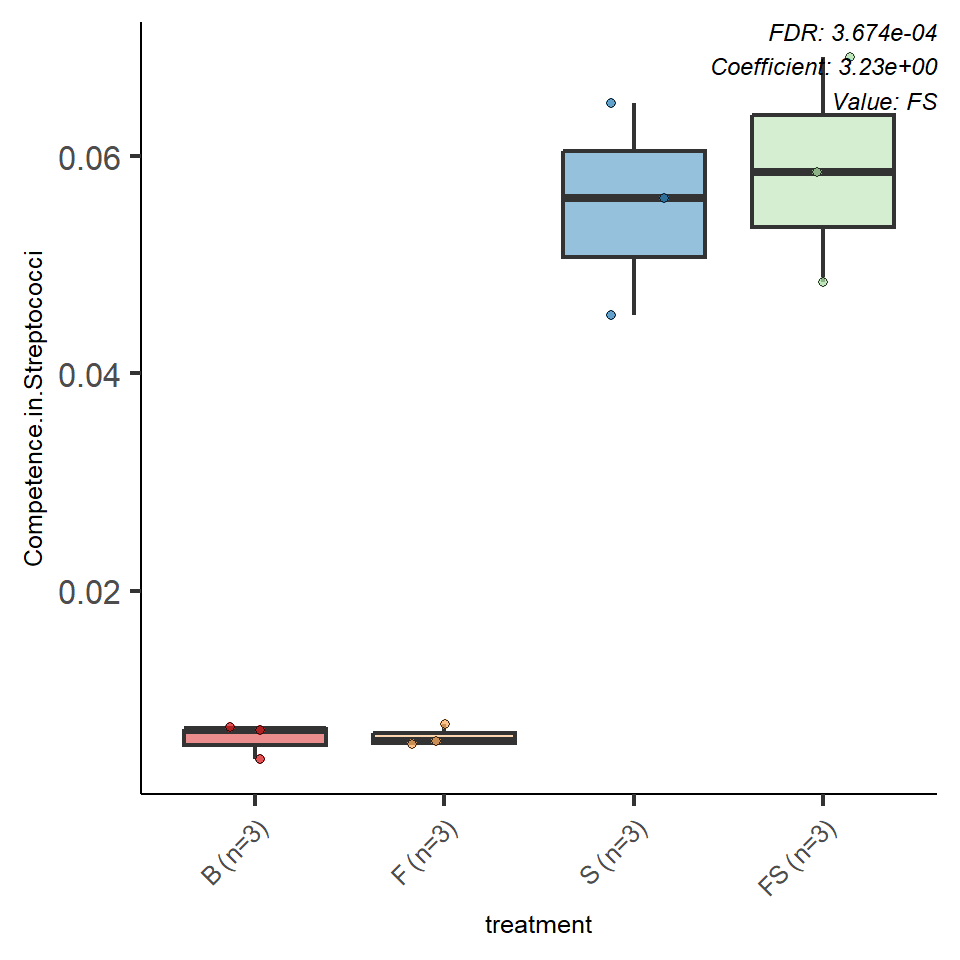 FDR: 3.674e-04
Coefficient: 3.23e+00
Value: FS
Competence.in.Streptococci
0.06
0.04
0.02
B (n=3)
F (n=3)
S (n=3)
FS (n=3)
treatment